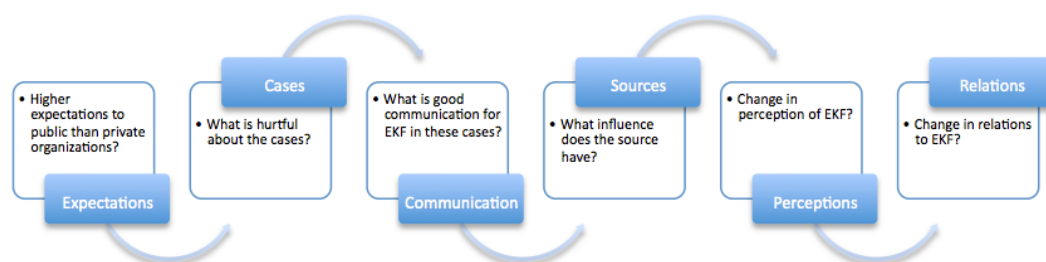 • Higher
expectations to
public than private
organizations?
Expectations
Cases
• What is hurtful
about the cases?
• What is good
communication for
EKF in these cases?
Communication
Sources
• What influence
does the source
have?
• Change in
perception of EKF?
Perceptions
Relations
• Change in relations
to EKF?